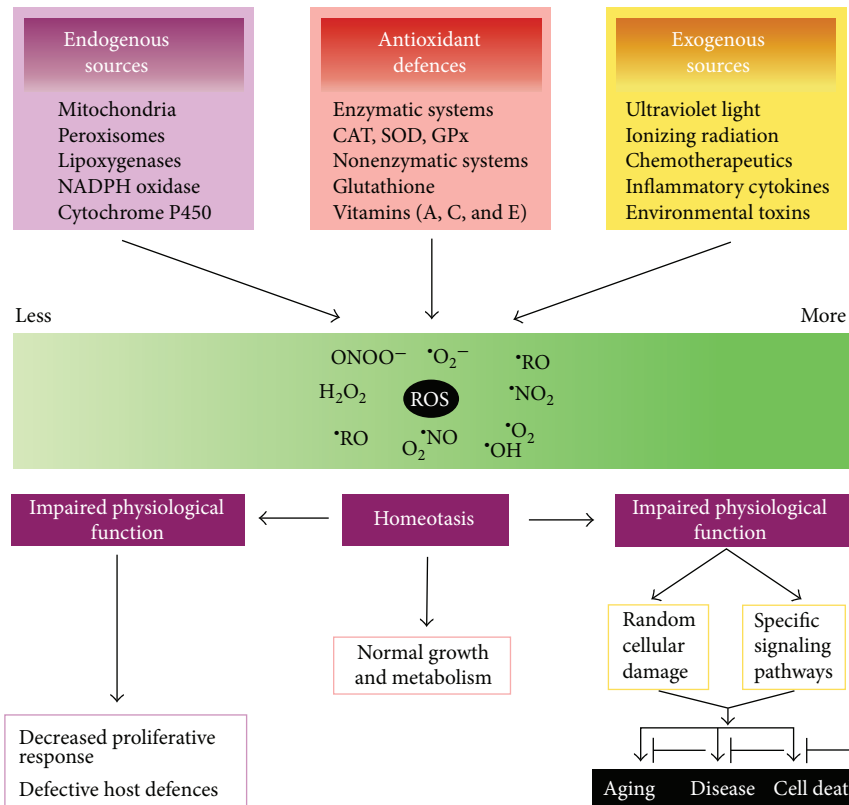 Endogenous
sources
Mitochondria
Peroxisomes
Lipoxygenases
NADPH oxidase
Cytochrome P450
Antioxidant
defences
Enzymatic systems
CAT, SOD, GPx
Nonenzymatic systems
Glutathione
Vitamins (A, C, and E)
Exogenous
sources
Ultraviolet light
Ionizing radiation
Chemotherapeutics
Inflammatory cytokines
Environmental toxins
Less
More
ONOO⁻
•O₂⁻
•RO
H₂O₂
ROS
•NO₂
•RO
O₂
•NO
•O₂
•OH
Impaired physiological
function
Homeotasis
Impaired physiological
function
Normal growth
and metabolism
Random
cellular
damage
Specific
signaling
pathways
Decreased proliferative
response
Defective host defences
Aging
Disease
Cell deat